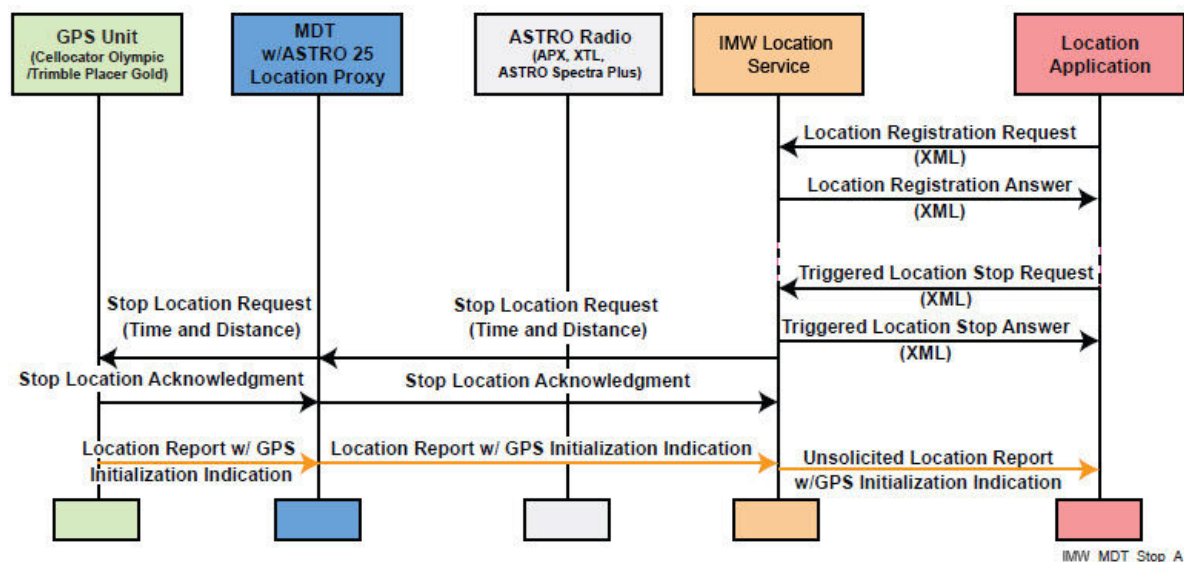 GPS Unit
(Cellocator Olympic
/Trimble Placer Gold)
MDT
w/ASTRO 25
Location Proxy
ASTRO Radio
(APX, XTL,
ASTRO Spectra Plus)
IMW Location
Service
Location
Application
Location Registration Request
(XML)
Location Registration Answer
(XML)
Triggered Location Stop Request
(XML)
Stop Location Request
(Time and Distance)
Stop Location Request
(Time and Distance)
Triggered Location Stop Answer
(XML)
Stop Location Acknowledgment
Stop Location Acknowledgment
Location Report w/ GPS
Initialization Indication
Location Report w/ GPS Initialization Indication
Unsolicited Location Report
w/GPS Initialization Indication
IMW_MDT_Stop_A